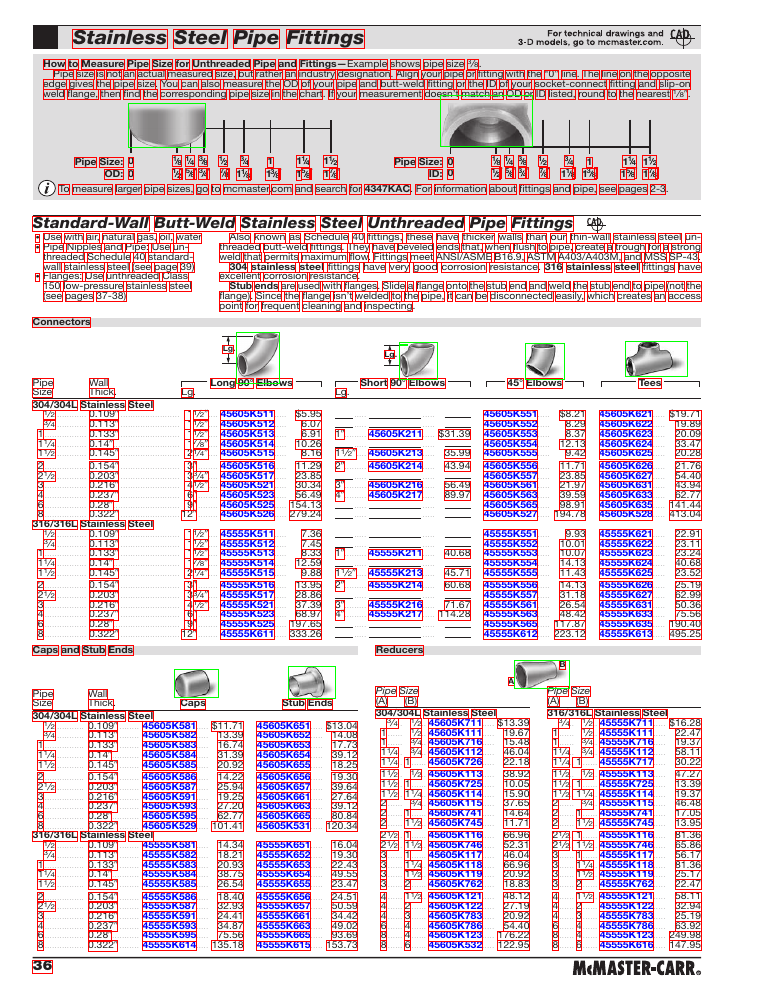 Stainless Steel Pipe Fittings
For technical drawings and
3-D models, go to mcmaster.com.
CAD
How to Measure Pipe Size for Unthreaded Pipe and Fittings—Example shows pipe size ⅜.
Pipe size is not an actual measured size, but rather an industry designation. Align your pipe or fitting with the "0" line. The line on the opposite
edge gives the pipe size. You can also measure the OD of your pipe and butt-weld fitting or the ID of your socket-connect fitting and slip-on
weld flange, then find the corresponding pipe size in the chart. If your measurement doesn't match an OD or ID listed, round to the nearest ⅛".
Pipe Size: 0 ⅛ ¼ ⅜ ½ ¾ 1 1¼ 1½
Pipe Size: 0 ⅛ ¼ ⅜ ½ ¾ 1 1¼ 1½
To measure larger pipe sizes, go to mcmaster.com and search for 4347KAC. For information about fittings and pipe, see pages 2-3.
Standard-Wall Butt-Weld Stainless Steel Unthreaded Pipe Fittings
CAD
• Use with air, natural gas, oil, water
• Pipe Nipples and Pipe: Use un-
threaded Schedule 40 standard-
wall stainless steel (see page 39)
• Flanges: Use unthreaded Class
150 low-pressure stainless steel
(see pages 37-38)
Also known as Schedule 40 fittings, these have thicker walls than our thin-wall stainless steel un-
threaded butt-weld fittings. They have beveled ends that, when flush to pipe, create a trough for a strong
weld that permits maximum flow. Fittings meet ANSI/ASME B16.9, ASTM A403/A403M, and MSS SP-43.
304 stainless steel fittings have very good corrosion resistance. 316 stainless steel fittings have
excellent corrosion resistance.
Stub ends are used with flanges. Slide a flange onto the stub end and weld the stub end to pipe (not the
flange). Since the flange isn't welded to the pipe, it can be disconnected easily, which creates an access
point for frequent cleaning and inspecting.
Connectors
Lg. Lg.
Pipe Size Wall Thick. Lg. Long 90° Elbows Lg. Short 90° Elbows 45° Elbows Tees
304/304L Stainless Steel
½ 0.109" 1½" 45605K511 $5.95 45605K551 $8.21 45605K621 $19.71
¾ 0.113" 1½" 45605K512 6.07 45605K552 8.29 45605K622 19.89
1 0.133" 1½" 45605K513 6.91 1" 45605K211 $31.39 45605K553 8.37 45605K623 20.09
1¼ 0.14" 1⅞" 45605K514 10.26 45605K554 12.13 45605K624 33.47
1½ 0.145" 2¼" 45605K515 8.16 1½" 45605K213 35.99 45605K555 9.42 45605K625 20.28
2 0.154" 3" 45605K516 11.29 2" 45605K214 43.94 45605K556 11.71 45605K626 21.76
2½ 0.203" 3¾" 45605K517 23.85 45605K557 23.85 45605K627 54.40
3 0.216" 4½" 45605K521 30.34 3" 45605K216 56.49 45605K561 21.97 45605K631 43.94
4 0.237" 6" 45605K523 56.49 4" 45605K217 89.97 45605K563 39.59 45605K633 62.77
6 0.28" 9" 45605K525 154.13 45605K565 98.91 45605K635 141.44
8 0.322" 12" 45605K526 279.24 45605K527 194.78 45605K528 413.04
316/316L Stainless Steel
½ 0.109" 1½" 45555K511 7.36 45555K551 9.93 45555K621 22.91
¾ 0.113" 1½" 45555K512 7.45 45555K552 10.01 45555K622 23.11
1 0.133" 1½" 45555K513 8.33 1" 45555K211 40.68 45555K553 10.07 45555K623 23.24
1¼ 0.14" 1⅞" 45555K514 12.59 45555K554 14.13 45555K624 40.68
1½ 0.145" 2¼" 45555K515 9.88 1½" 45555K213 45.71 45555K555 11.43 45555K625 23.52
2 0.154" 3" 45555K516 13.95 2" 45555K214 60.68 45555K556 14.13 45555K626 25.19
2½ 0.203" 3¾" 45555K517 28.86 45555K557 31.18 45555K627 62.99
3 0.216" 4½" 45555K521 37.39 3" 45555K216 71.67 45555K561 26.54 45555K631 50.36
4 0.237" 6" 45555K523 68.97 4" 45555K217 114.28 45555K563 48.42 45555K633 75.56
6 0.28" 9" 45555K525 197.65 45555K565 117.87 45555K635 190.40
8 0.322" 12" 45555K611 333.26 45555K612 223.12 45555K613 495.25
Caps and Stub Ends
Pipe Size Wall Thick. Caps Stub Ends
304/304L Stainless Steel
½ 0.109" 45605K581 $11.71 45605K651 $13.04
¾ 0.113" 45605K582 13.39 45605K652 14.08
1 0.133" 45605K583 16.74 45605K653 17.73
1¼ 0.14" 45605K584 31.39 45605K654 39.12
1½ 0.145" 45605K585 20.92 45605K655 18.25
2 0.154" 45605K586 14.22 45605K656 19.30
2½ 0.203" 45605K587 25.94 45605K657 39.64
3 0.216" 45605K591 19.25 45605K661 27.64
4 0.237" 45605K593 27.20 45605K663 39.12
6 0.28" 45605K595 62.77 45605K665 80.84
8 0.322" 45605K529 101.41 45605K531 120.34
316/316L Stainless Steel
½ 0.109" 45555K581 14.34 45555K651 16.04
¾ 0.113" 45555K582 18.21 45555K652 19.30
1 0.133" 45555K583 20.93 45555K653 22.43
1¼ 0.14" 45555K584 38.75 45555K654 49.55
1½ 0.145" 45555K585 26.54 45555K655 23.47
2 0.154" 45555K586 18.40 45555K656 24.51
2½ 0.203" 45555K587 32.93 45555K657 50.59
3 0.216" 45555K591 24.41 45555K661 34.42
4 0.237" 45555K593 34.87 45555K663 49.02
6 0.28" 45555K595 75.56 45555K665 93.69
8 0.322" 45555K614 135.18 45555K615 153.73
Reducers
A B
Pipe Size (A) (B) Pipe Size (A) (B)
304/304L Stainless Steel 316/316L Stainless Steel
¾ ½ 45605K711 $13.39 ¾ ½ 45555K711 $16.28
1 ½ 45605K111 19.67 1 ½ 45555K111 22.47
1 ¾ 45605K716 15.48 1 ¾ 45555K716 19.37
1¼ ¾ 45605K112 46.04 1¼ ¾ 45555K112 58.11
1¼ 1 45605K726 22.18 1¼ 1 45555K717 30.22
1½ ½ 45605K113 38.92 1½ ½ 45555K113 47.27
1½ 1 45605K725 10.05 1½ 1 45555K725 13.39
1½ 1¼ 45605K114 15.90 1½ 1¼ 45555K114 19.37
2 ¾ 45605K115 37.65 2 ¾ 45555K115 46.48
2 1 45605K741 14.64 2 1 45555K741 17.05
2 1½ 45605K745 11.71 2 1½ 45555K745 13.95
2½ 1 45605K116 66.96 2½ 1 45555K116 81.36
2½ 1½ 45605K746 52.31 2½ 1½ 45555K746 65.86
3 1 45605K117 46.04 3 1 45555K117 56.17
3 1¼ 45605K118 66.96 3 1¼ 45555K118 81.36
3 1½ 45605K119 20.92 3 1½ 45555K119 25.17
3 2 45605K762 18.83 3 2 45555K762 22.47
4 1½ 45605K121 48.12 4 1½ 45555K121 58.11
4 2 45605K122 27.19 4 2 45555K122 32.94
4 3 45605K783 20.92 4 3 45555K783 25.19
6 4 45605K786 54.40 6 4 45555K786 63.92
8 4 45605K123 176.22 8 4 45555K123 249.98
8 6 45605K532 122.95 8 6 45555K616 147.95
36
McMASTER-CARR®